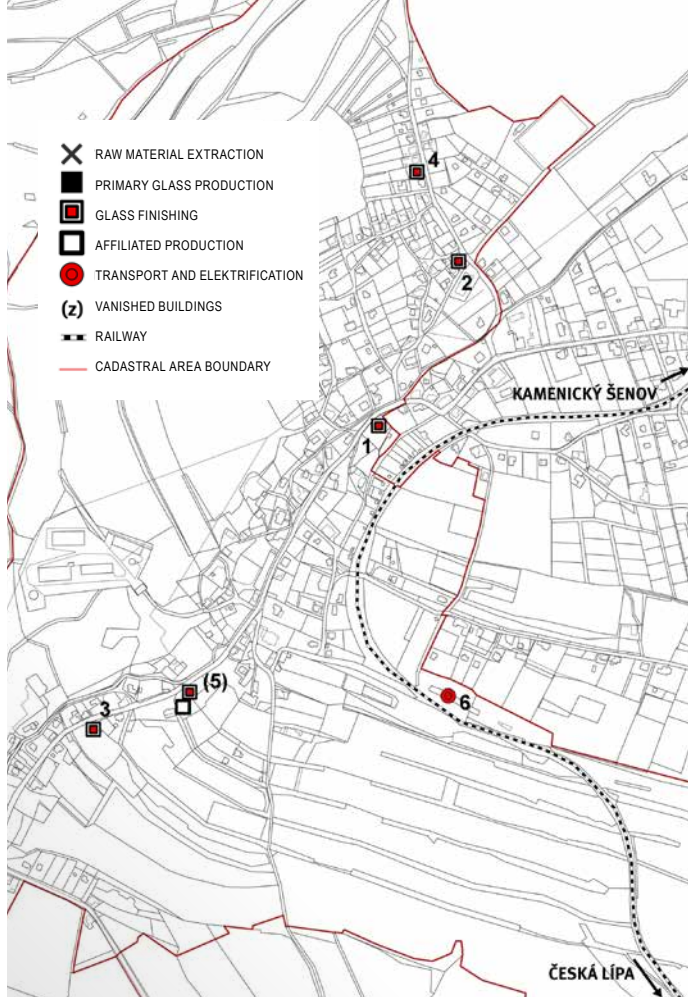 RAW MATERIAL EXTRACTION
PRIMARY GLASS PRODUCTION
GLASS FINISHING
AFFILIATED PRODUCTION
TRANSPORT AND ELEKTRIFICATION
(z) VANISHED BUILDINGS
RAILWAY
CADASTRAL AREA BOUNDARY
4
2
KAMENICKÝ ŠENOV
1
(5)
3
6
ČESKÁ LÍPA